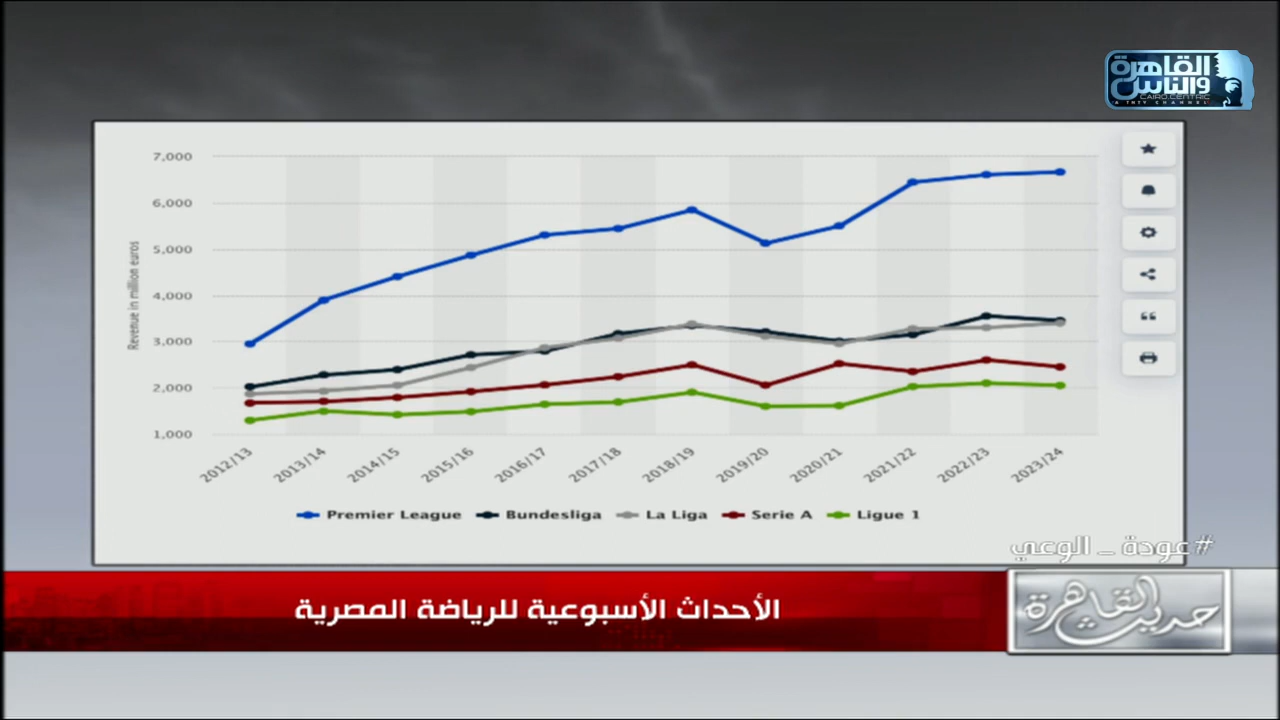 القاهرة
والناس
CAIRO.CENTRIC
A TNTV CHANNEL
7,000
6,000
5,000
4,000
3,000
2,000
1,000
Revenue in million euros
2012/13 2013/14 2014/15 2015/16 2016/17 2017/18 2018/19 2019/20 2020/21 2021/22 2022/23 2023/24
Premier League Bundesliga La Liga Serie A Ligue 1
#عودة_الوعي
الأحداث الأسبوعية للرياضة المصرية
حديث القاهرة